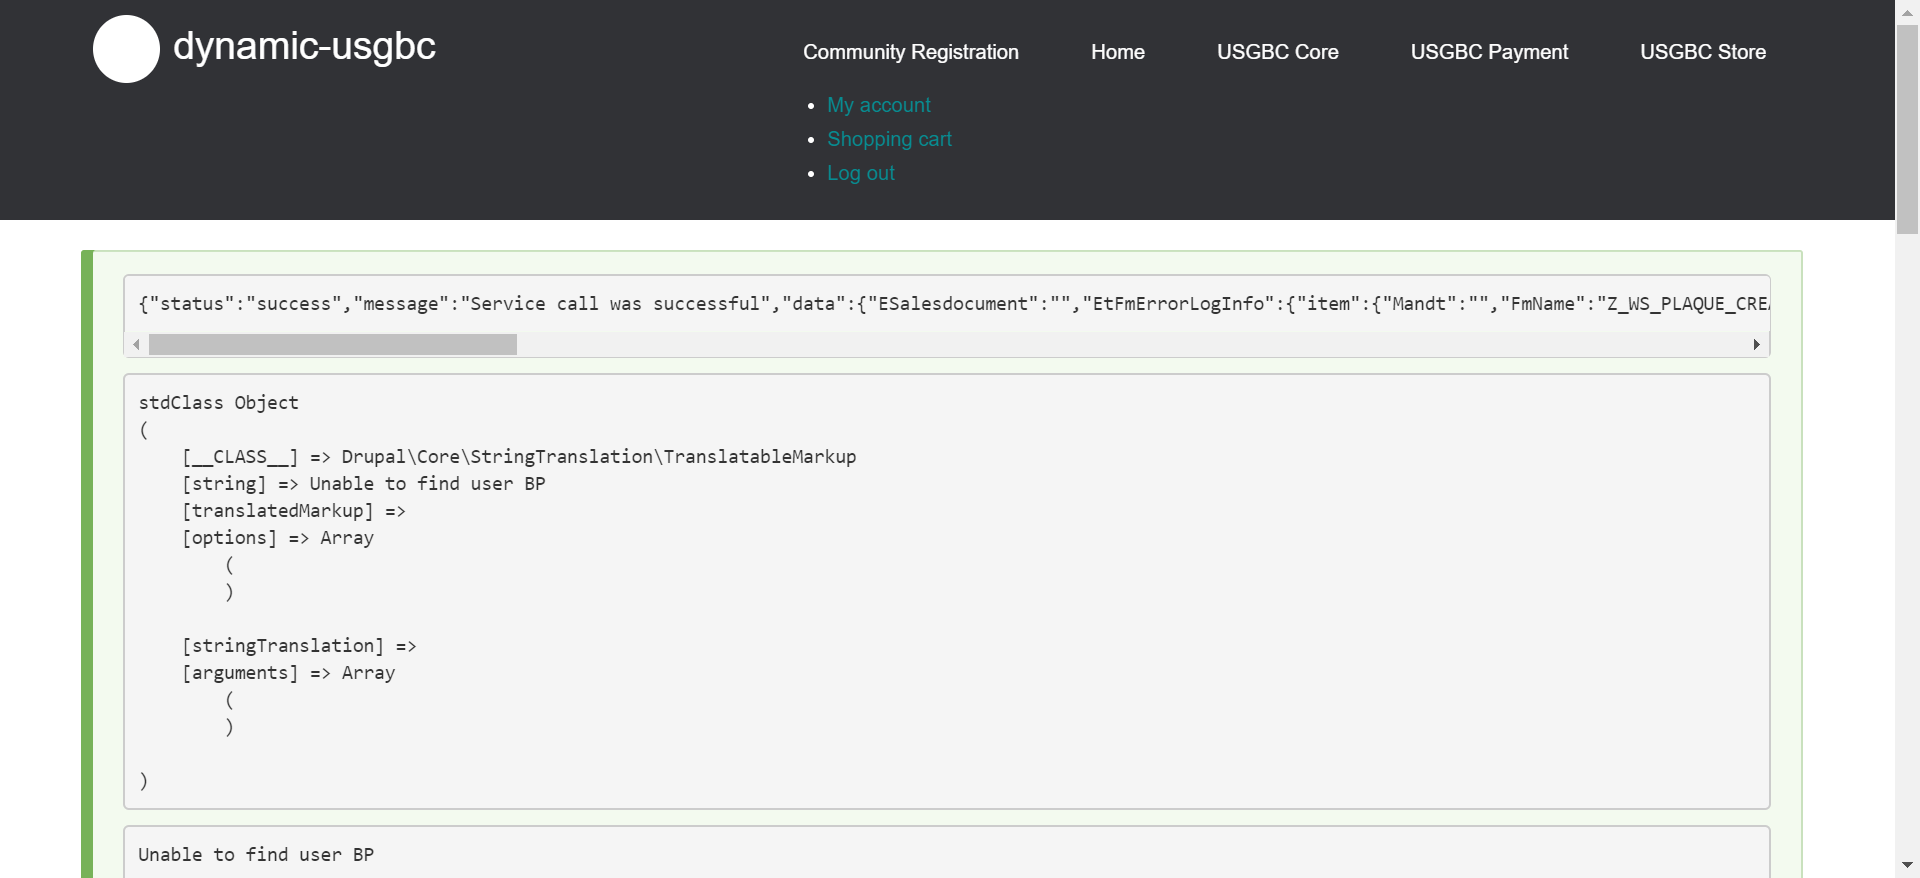 dynamic-usgbc
Community Registration
Home
USGBC Core
USGBC Payment
USGBC Store
My account
Shopping cart
Log out
{"status":"success","message":"Service call was successful","data":{"ESalesdocument":"","EtFmErrorLogInfo":{"item":{"Mandt":"","FmName":"Z_WS_PLAQUE_CREA
stdClass Object
(
    [__CLASS__] => Drupal\Core\StringTranslation\TranslatableMarkup
    [string] => Unable to find user BP
    [translatedMarkup] =>
    [options] => Array
        (
        )
    [stringTranslation] =>
    [arguments] => Array
        (
        )
)
Unable to find user BP